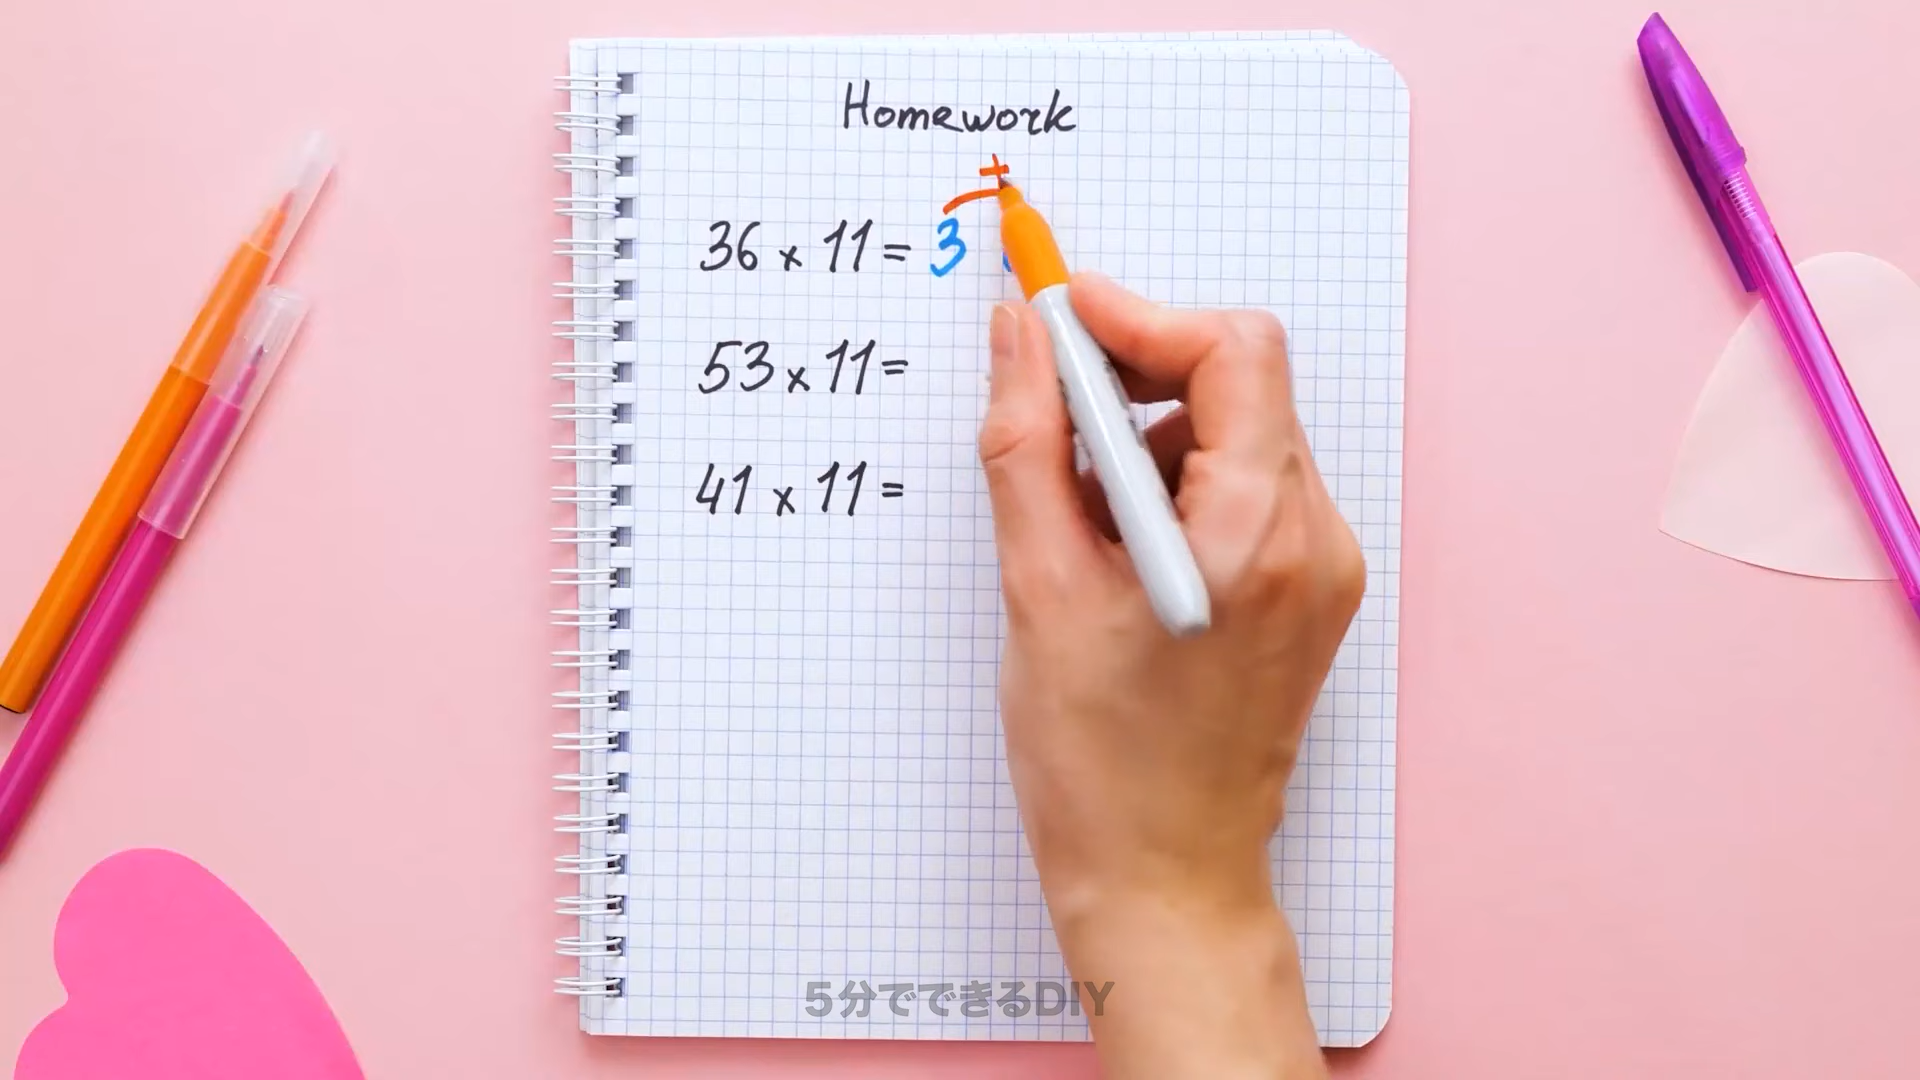 Homework
+
36 x 11 = 3
53 x 11 =
41 x 11 =
5分でできるDIY